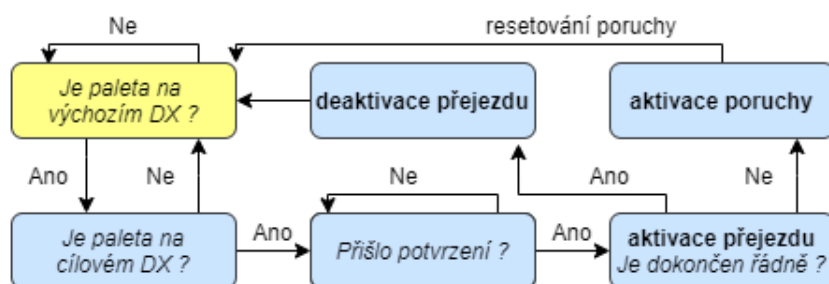 Ne
resetování poruchy
Je paleta na
výchozím DX ?
deaktivace přejezdu
aktivace poruchy
Ano
Ne
Ne
Ano
Ne
Je paleta na
cílovém DX ?
Ano
Přišlo potvrzení ?
Ano
aktivace přejezdu
Je dokončen řádně ?